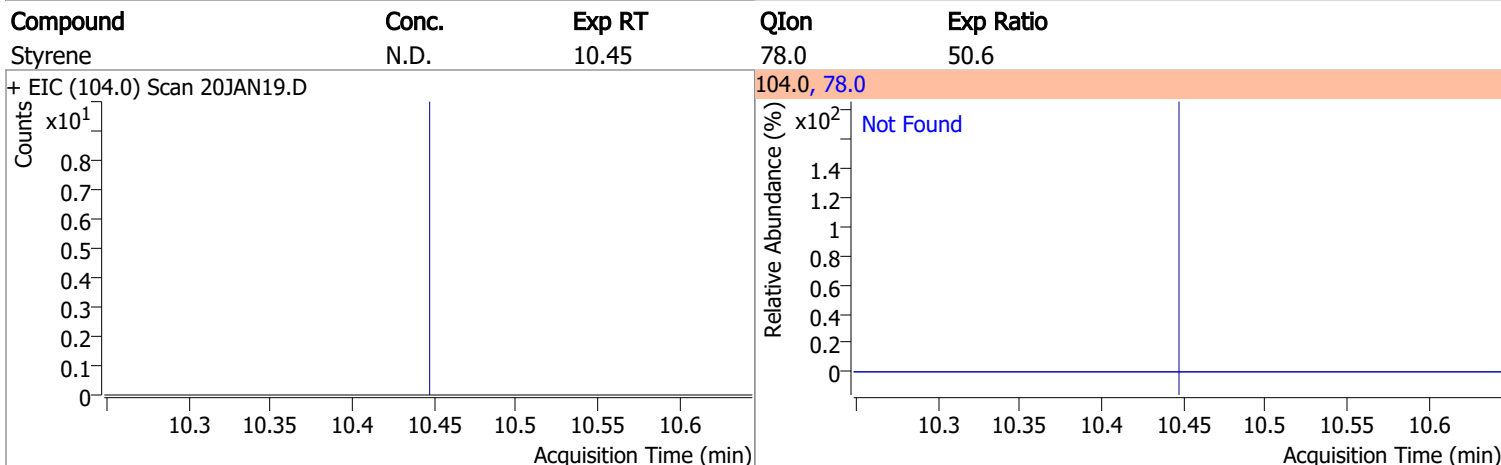 Compound Conc. Exp RT QIon Exp Ratio
Styrene N.D. 10.45 78.0 50.6
+ EIC (104.0) Scan 20JAN19.D
Counts
x10¹
0.8
0.7
0.6
0.5
0.4
0.3
0.2
0.1
0
10.3 10.35 10.4 10.45 10.5 10.55 10.6
Acquisition Time (min)
104.0, 78.0
Relative Abundance (%)
x10²
Not Found
1.4
1.2
1
0.8
0.6
0.4
0.2
0
10.3 10.35 10.4 10.45 10.5 10.55 10.6
Acquisition Time (min)